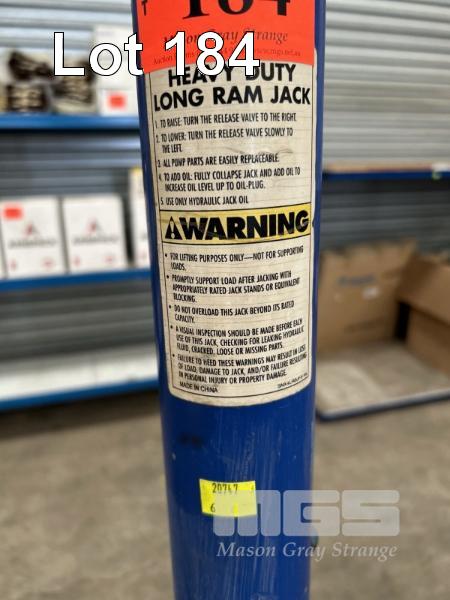 184
Mason Gray Strange
Lot 184
HEAVY DUTY
LONG RAM JACK
1. TO RAISE: TURN THE RELEASE VALVE TO THE RIGHT.
2. TO LOWER: TURN THE RELEASE VALVE SLOWLY TO
THE LEFT.
3. ALL PUMP PARTS ARE EASILY REPLACEABLE.
4. TO ADD OIL: FULLY COLLAPSE JACK AND ADD OIL TO
INCREASE OIL LEVEL UP TO OIL-PLUG.
5. USE ONLY HYDRAULIC JACK OIL
WARNING
• FOR LIFTING PURPOSES ONLY—NOT FOR SUPPORTING
LOADS.
• PROMPTLY SUPPORT LOAD AFTER JACKING WITH
APPROPRIATELY RATED JACK STANDS OR EQUIVALENT
BLOCKING.
• DO NOT OVERLOAD THIS JACK BEYOND ITS RATED
CAPACITY.
• A VISUAL INSPECTION SHOULD BE MADE BEFORE EACH
USE OF THIS JACK, CHECKING FOR LEAKING HYDRAULIC
FLUID, CRACKED, LOOSE OR MISSING PARTS.
• FAILURE TO HEED THESE WARNINGS MAY RESULT IN LOSS
OF LOAD, DAMAGE TO JACK, AND/OR FAILURE RESULTING
IN PERSONAL INJURY OR PROPERTY DAMAGE.
MADE IN CHINA
20767
6
MGS
Mason Gray Strange